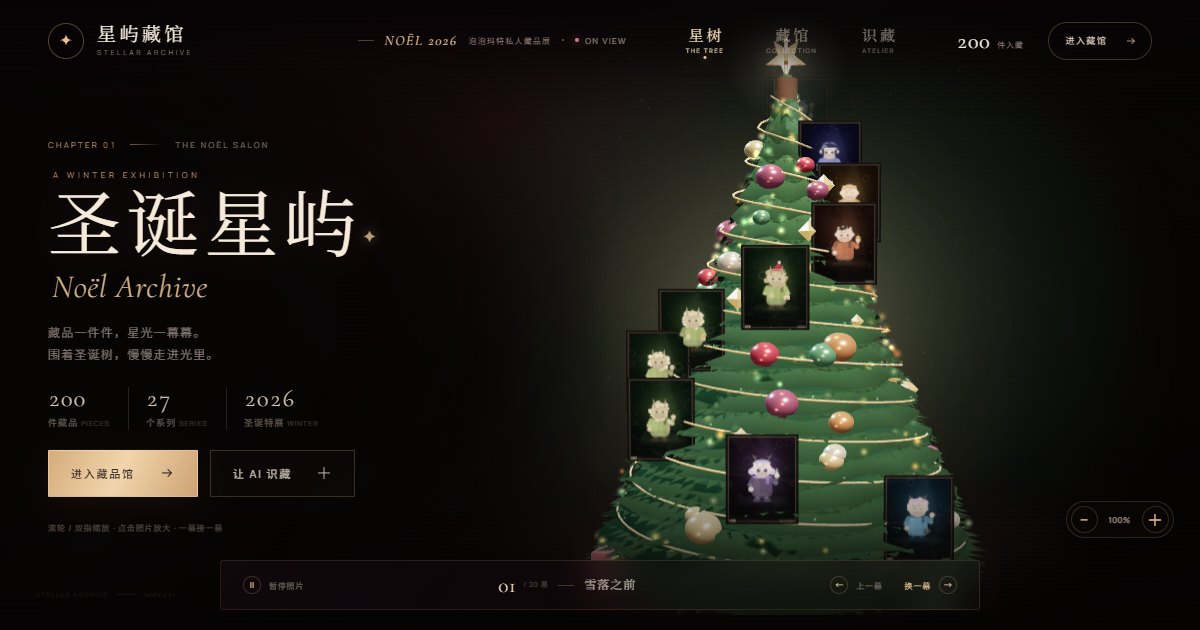 星屿藏馆
STELLAR ARCHIVE
NOËL 2026 泡泡玛特私人藏品展 · ON VIEW
星树
THE TREE
藏馆
COLLECTION
识藏
ATELIER
200 件入藏
进入藏馆 →
CHAPTER 01 THE NOËL SALON
A WINTER EXHIBITION
圣诞星屿
Noël Archive
藏品一件件，星光一幕幕。
围着圣诞树，慢慢走进光里。
200
件藏品 PIECES
27
个系列 SERIES
2026
圣诞特展 WINTER
进入藏品馆 →
让 AI 识藏 +
滚轮 / 双指缩放 · 点击照片放大 · 一幕换一幕
− 100% +
STELLAR ARCHIVE MMXXVI
暂停照片
01 / 20 幕 — 雪落之前
← 上一幕
换一幕 →